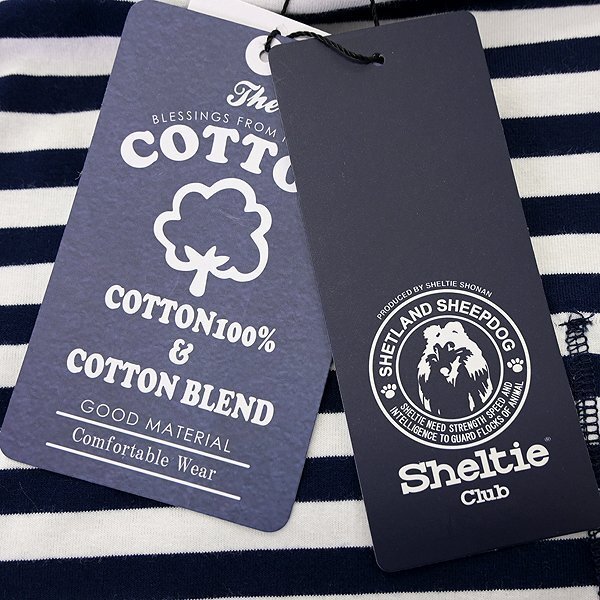 The
BLESSINGS FROM
COTTO
COTTON100%
&
COTTON BLEND
GOOD MATERIAL
Comfortable Wear
PRODUCED BY SHELTIE SHONAN
SHETLAND SHEEPDOG
SHELTIE NEED STRENGTH SPEED AND
INTELLIGENCE TO GUARD FLOCKS OF ANIMAL
Sheltie®
Club